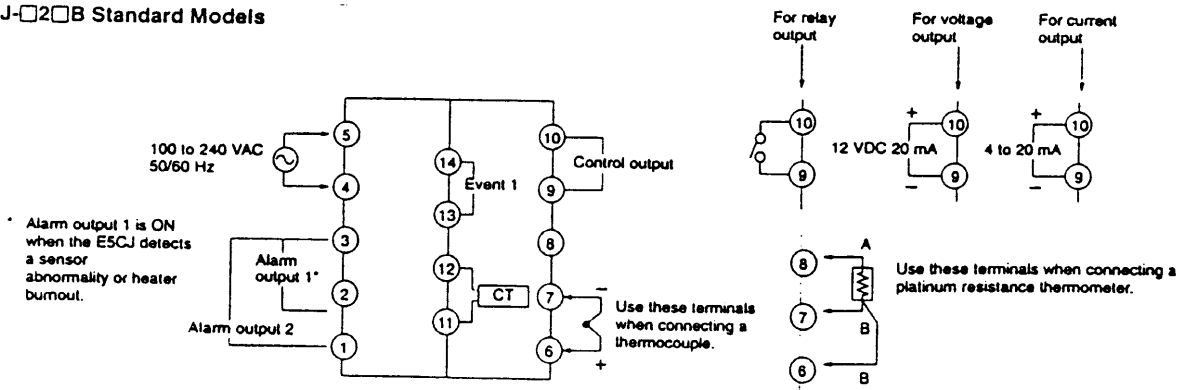 J-□2□B Standard Models
For relay
output
For voltage
output
For current
output
100 to 240 VAC
50/60 Hz
5
4
3
2
1
14
13
12
11
10
9
8
7
6
Event 1
CT
Control output
* Alarm output 1 is ON
when the E5CJ detects
a sensor
abnormality or heater
burnout.
Alarm
output 1*
Alarm output 2
−
+
Use these terminals
when connecting a
thermocouple.
10
9
12 VDC 20 mA
+
−
10
9
4 to 20 mA
+
−
10
9
8
7
6
A
B
B
Use these terminals when connecting a
platinum resistance thermometer.